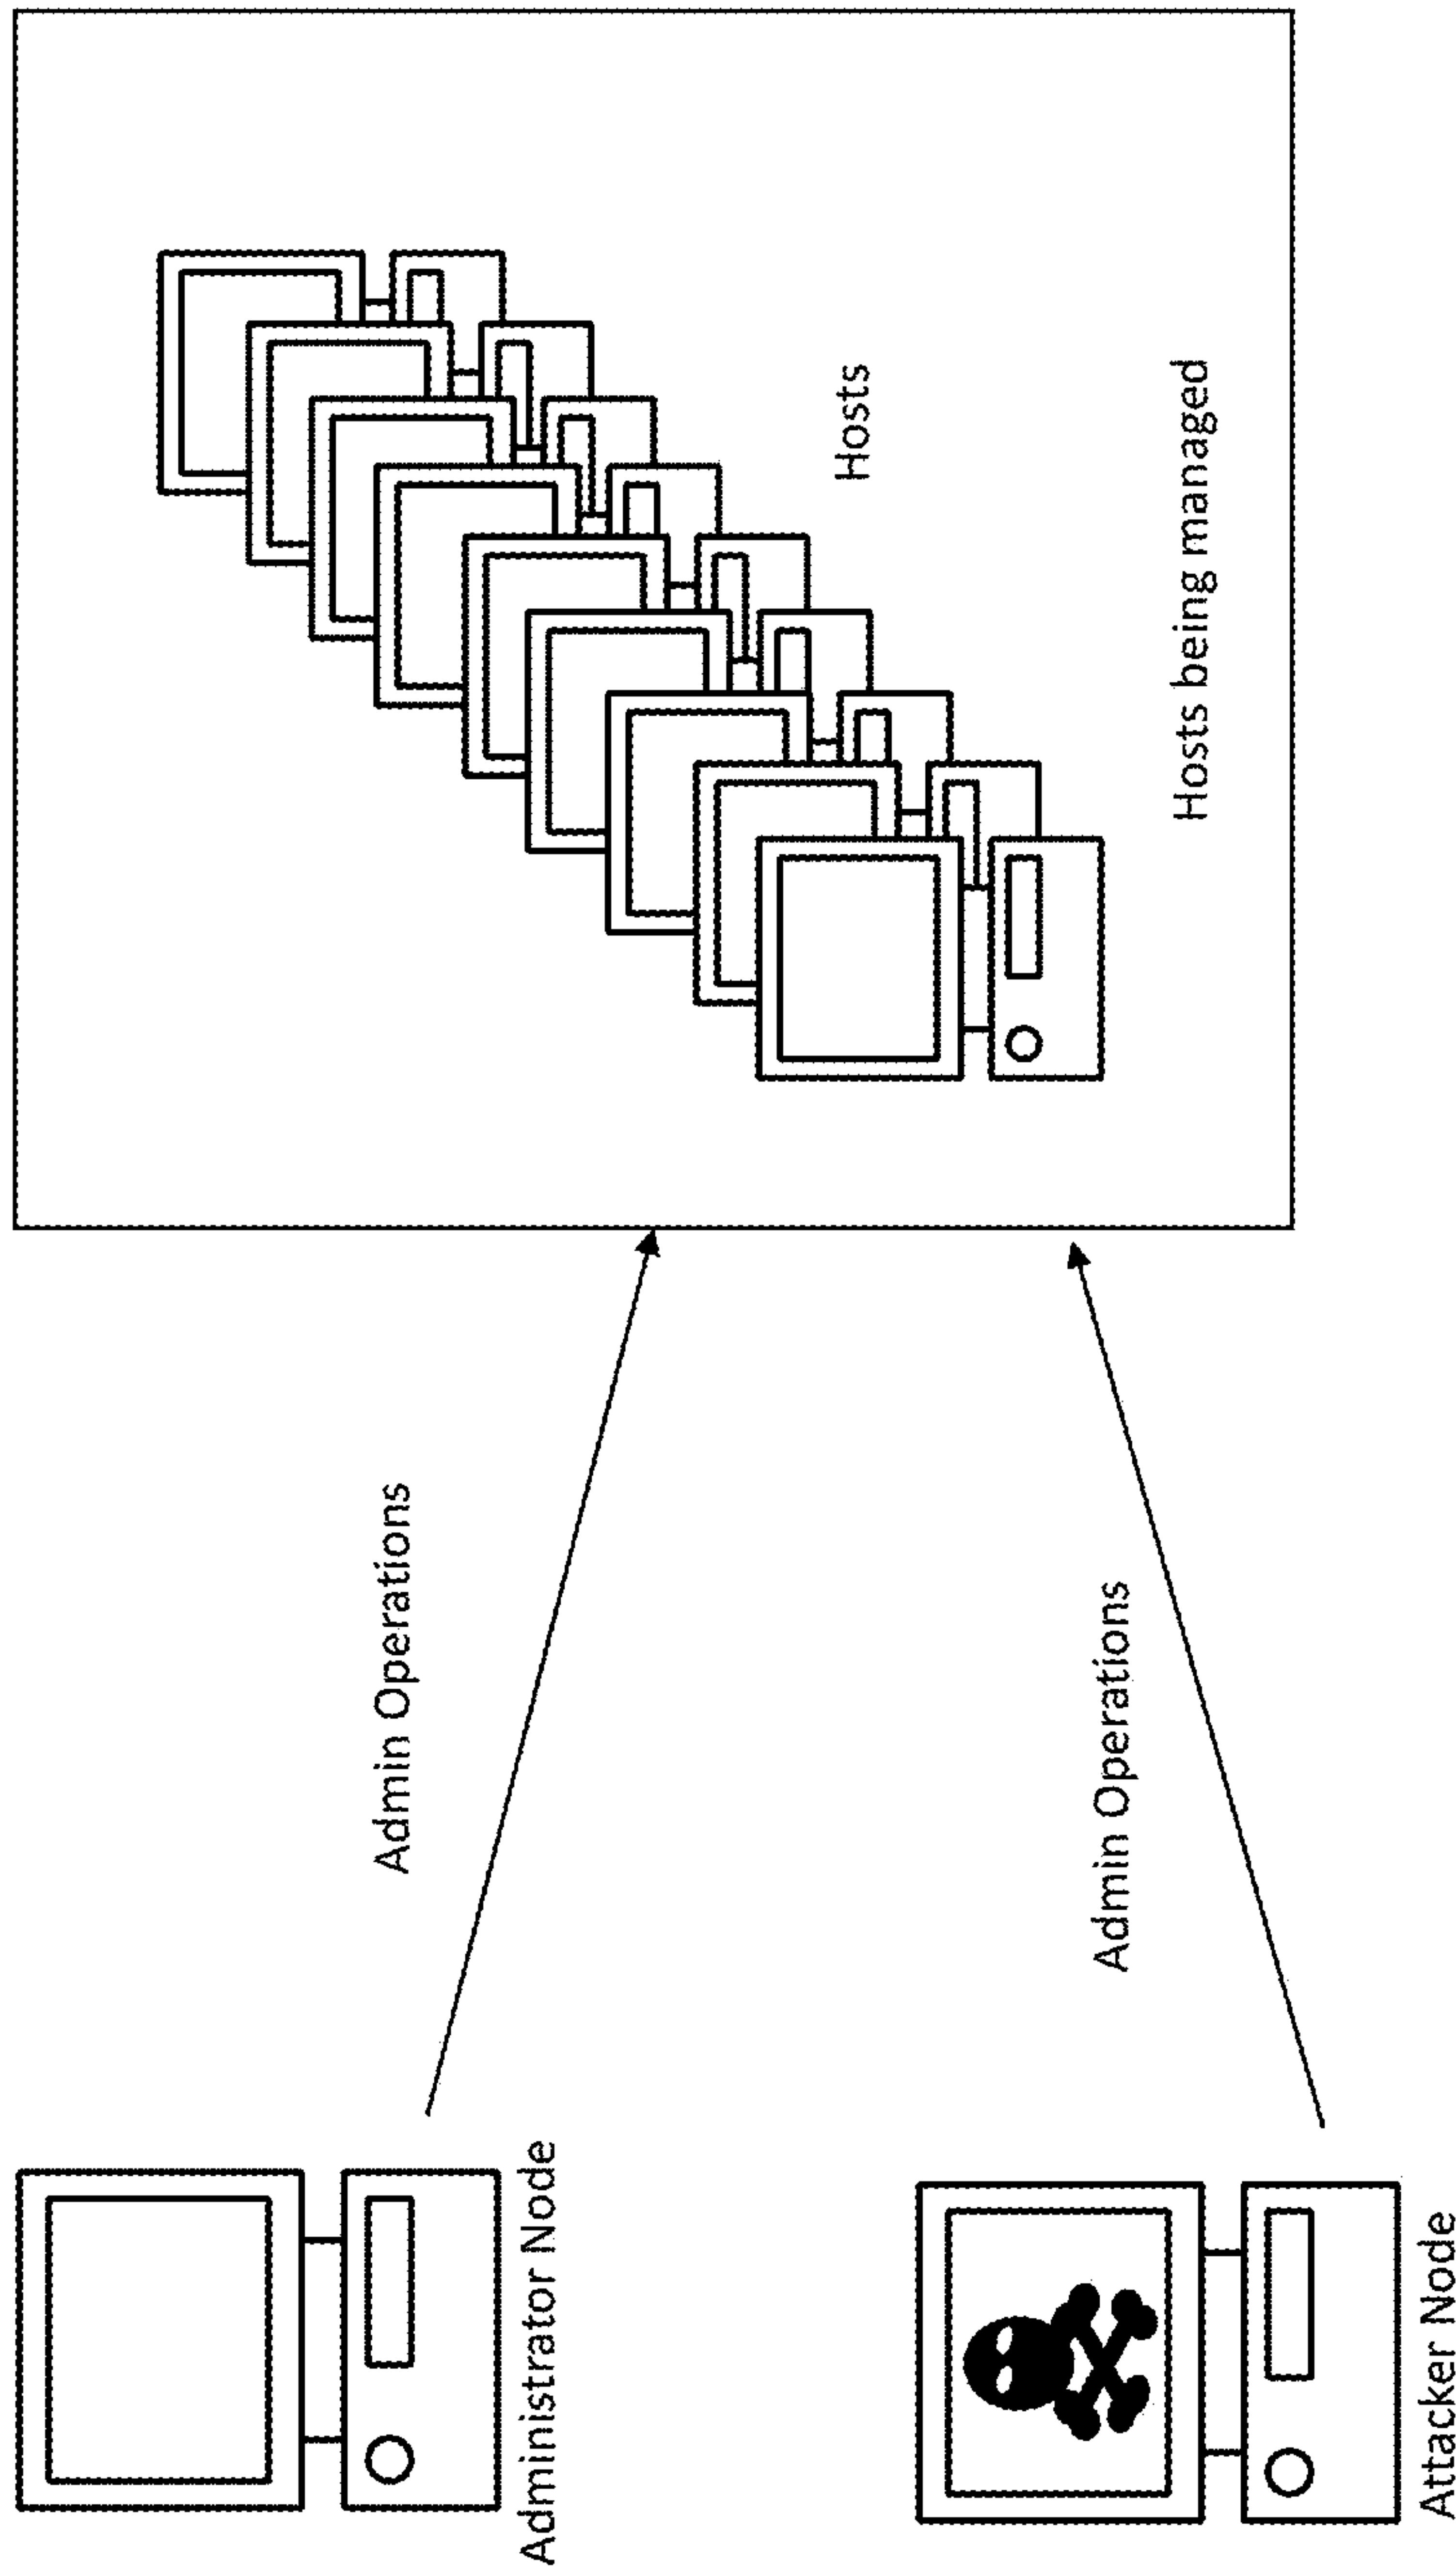 Administrator Node
Admin Operations
Hosts
Hosts being managed
Admin Operations
Attacker Node